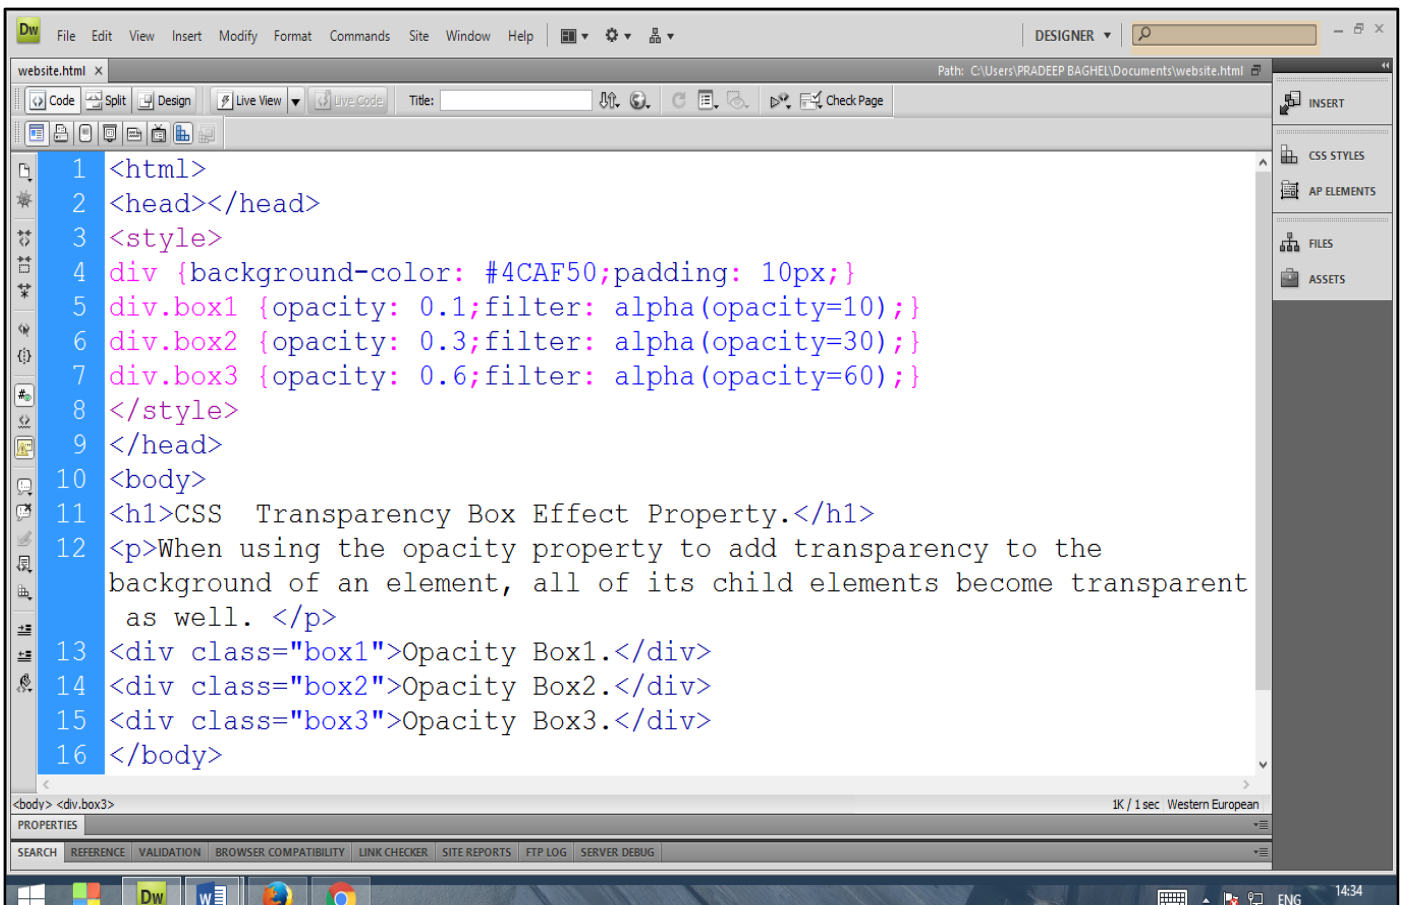 Dw File Edit View Insert Modify Format Commands Site Window Help DESIGNER
website.html × Path: C:\Users\PRADEEP BAGHEL\Documents\website.html
Code Split Design Live View Live Code Title: Check Page
INSERT
CSS STYLES
AP ELEMENTS
FILES
ASSETS
1 <html>
2 <head></head>
3 <style>
4 div {background-color: #4CAF50;padding: 10px;}
5 div.box1 {opacity: 0.1;filter: alpha(opacity=10);}
6 div.box2 {opacity: 0.3;filter: alpha(opacity=30);}
7 div.box3 {opacity: 0.6;filter: alpha(opacity=60);}
8 </style>
9 </head>
10 <body>
11 <h1>CSS  Transparency Box Effect Property.</h1>
12 <p>When using the opacity property to add transparency to the
background of an element, all of its child elements become transparent
as well. </p>
13 <div class="box1">Opacity Box1.</div>
14 <div class="box2">Opacity Box2.</div>
15 <div class="box3">Opacity Box3.</div>
16 </body>
<body> <div.box3> 1K / 1 sec Western European
PROPERTIES
SEARCH REFERENCE VALIDATION BROWSER COMPATIBILITY LINK CHECKER SITE REPORTS FTP LOG SERVER DEBUG
Dw W ENG 14:34